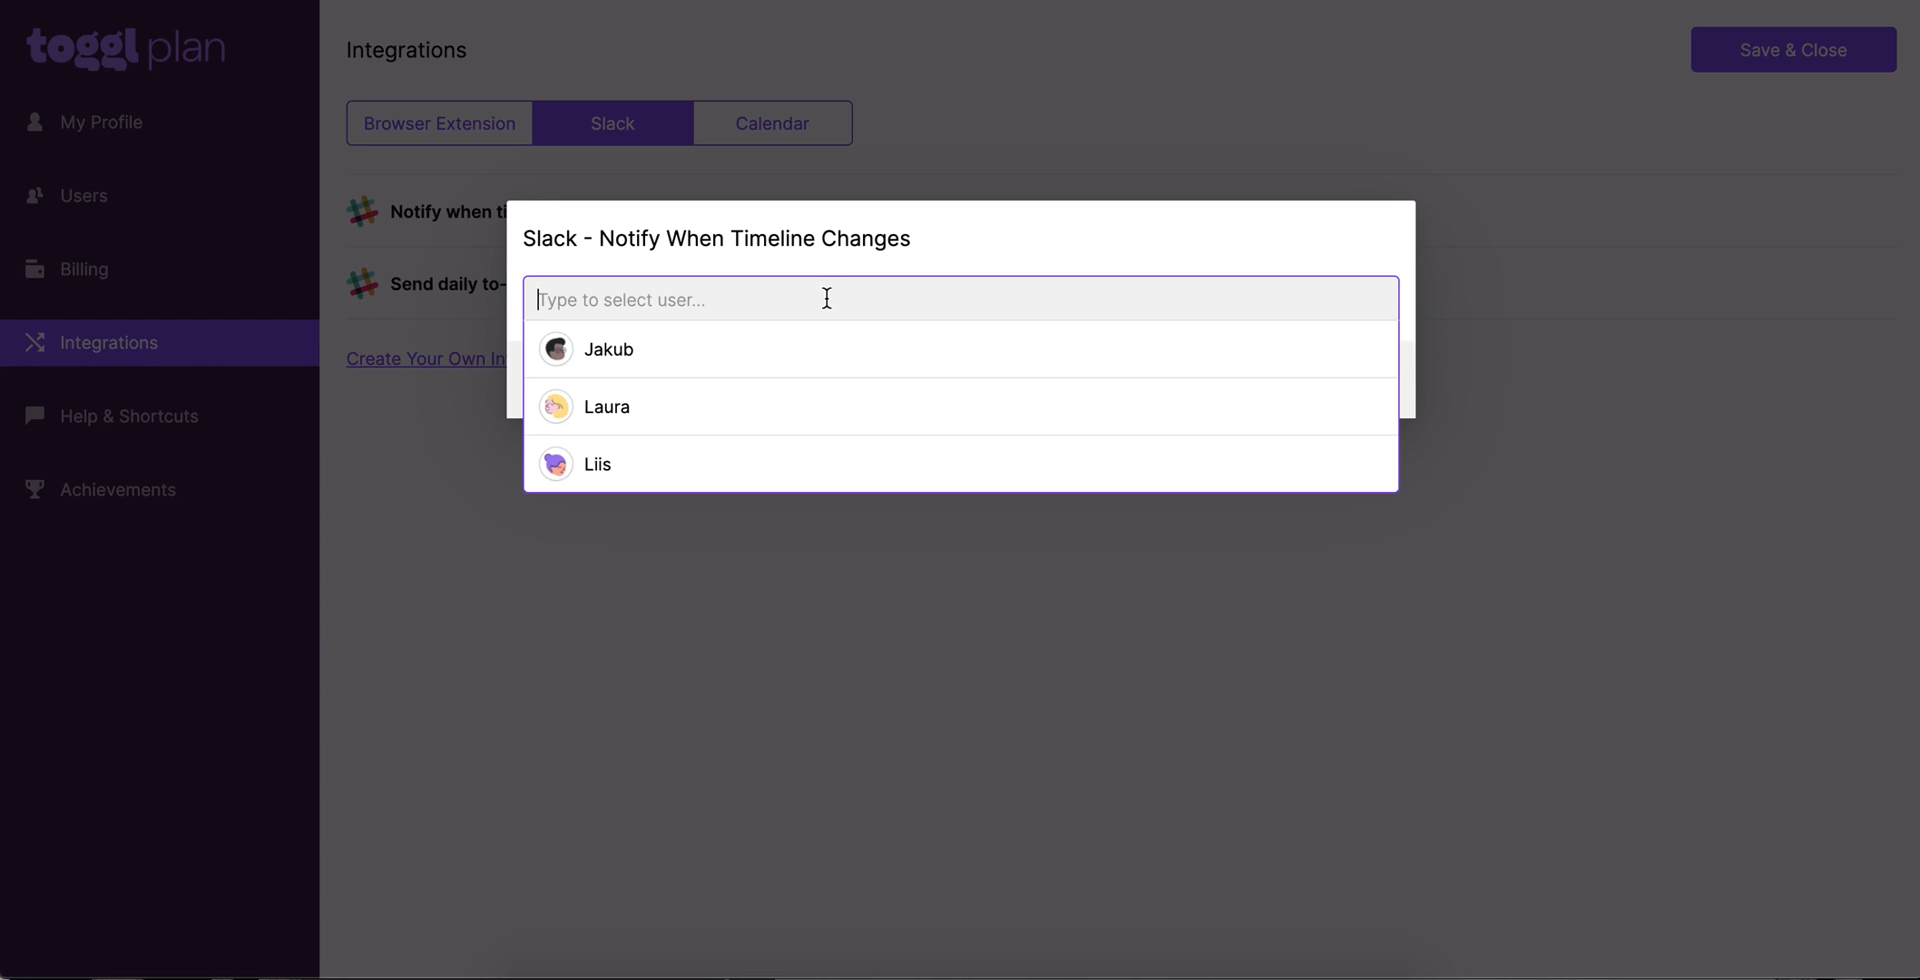 toggl plan
My Profile
Users
Billing
Integrations
Help & Shortcuts
Achievements
Integrations
Save & Close
Browser Extension
Slack
Calendar
Notify when ti
Send daily to-
Create Your Own In
Slack - Notify When Timeline Changes
Type to select user...
Jakub
Laura
Liis